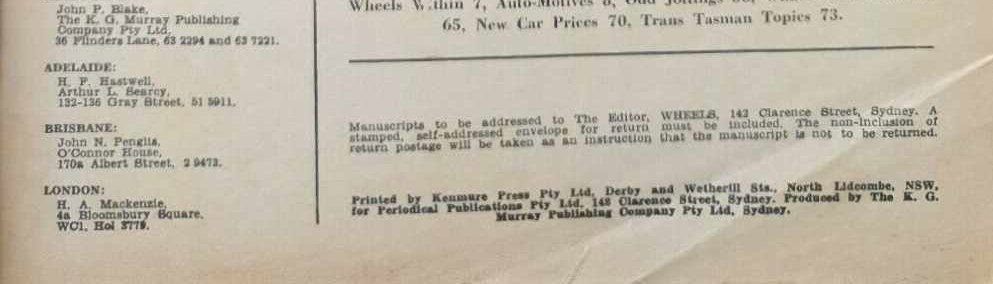 John P. Blake,
The K. G. Murray Publishing
Company Pty Ltd,
36 Flinders Lane, 63 2294 and 63 7221.
ADELAIDE:
H. F. Hastwell,
Arthur L. Searcy,
132-136 Gray Street, 51 5911.
BRISBANE:
John N. Penglis,
O'Connor House,
170a Albert Street, 2 9473.
LONDON:
H. A. Mackenzie,
4a Bloomsbury Square,
WC1, Hol 3779.
Wheels W.thin 7, Auto-Motives 8, Odd Jottings
65, New Car Prices 70, Trans Tasman Topics 73.
Manuscripts to be addressed to The Editor, WHEELS, 142 Clarence Street, Sydney. A
stamped, self-addressed envelope for return must be included. The non-inclusion of
return postage will be taken as an instruction that the manuscript is not to be returned.
Printed by Kenmure Press Pty Ltd, Derby and Wetherill Sts., North Lidcombe, NSW,
for Periodical Publications Pty Ltd. 142 Clarence Street, Sydney. Produced by The K. G.
Murray Publishing Company Pty Ltd, Sydney.